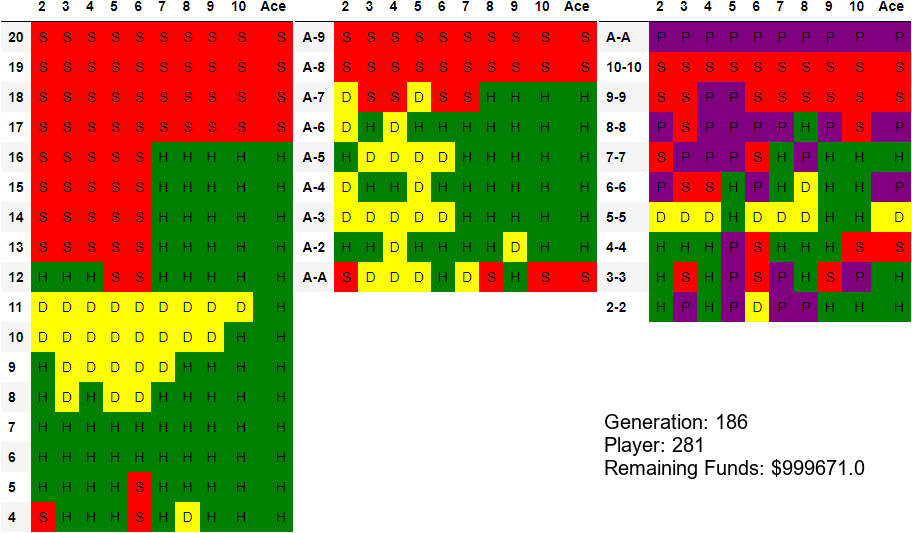 2 3 4 5 6 7 8 9 10 Ace
20 S S S S S S S S S S
19 S S S S S S S S S S
18 S S S S S S S S S S
17 S S S S S S S S S S
16 S S S S S H H H H H
15 S S S S S H H H H H
14 S S S S S H H H H H
13 S S S S S H H H H H
12 H H H S S H H H H H
11 D D D D D D D D D H
10 D D D D D D D D H H
9 H D D D D D H H H H
8 H D H D D H H H H H
7 H H H H H H H H H H
6 H H H H H H H H H H
5 H H H H S H H H H H
4 S H H H S H D H H H
2 3 4 5 6 7 8 9 10 Ace
A-9 S S S S S S S S S S
A-8 S S S S S S S S S S
A-7 D S S D S S H H H H
A-6 D H D H H H H H H H
A-5 H D D D D H H H H H
A-4 D H H D H H H H H H
A-3 D D D D D H H H H H
A-2 H H D H H H H D H H
A-A S D D D H D S H S S
2 3 4 5 6 7 8 9 10 Ace
A-A P P P P P P P P P P
10-10 S S S S S S S S S S
9-9 S S P P S S S S S S
8-8 P S P P P P H P S P
7-7 S P P P S H P H H H
6-6 P S S H P H D H H P
5-5 D D D H D D D H H D
4-4 H H H P S H H H S S
3-3 H S H P S P H S P H
2-2 H P H P D P P H H H
Generation: 186
Player: 281
Remaining Funds: $999671.0